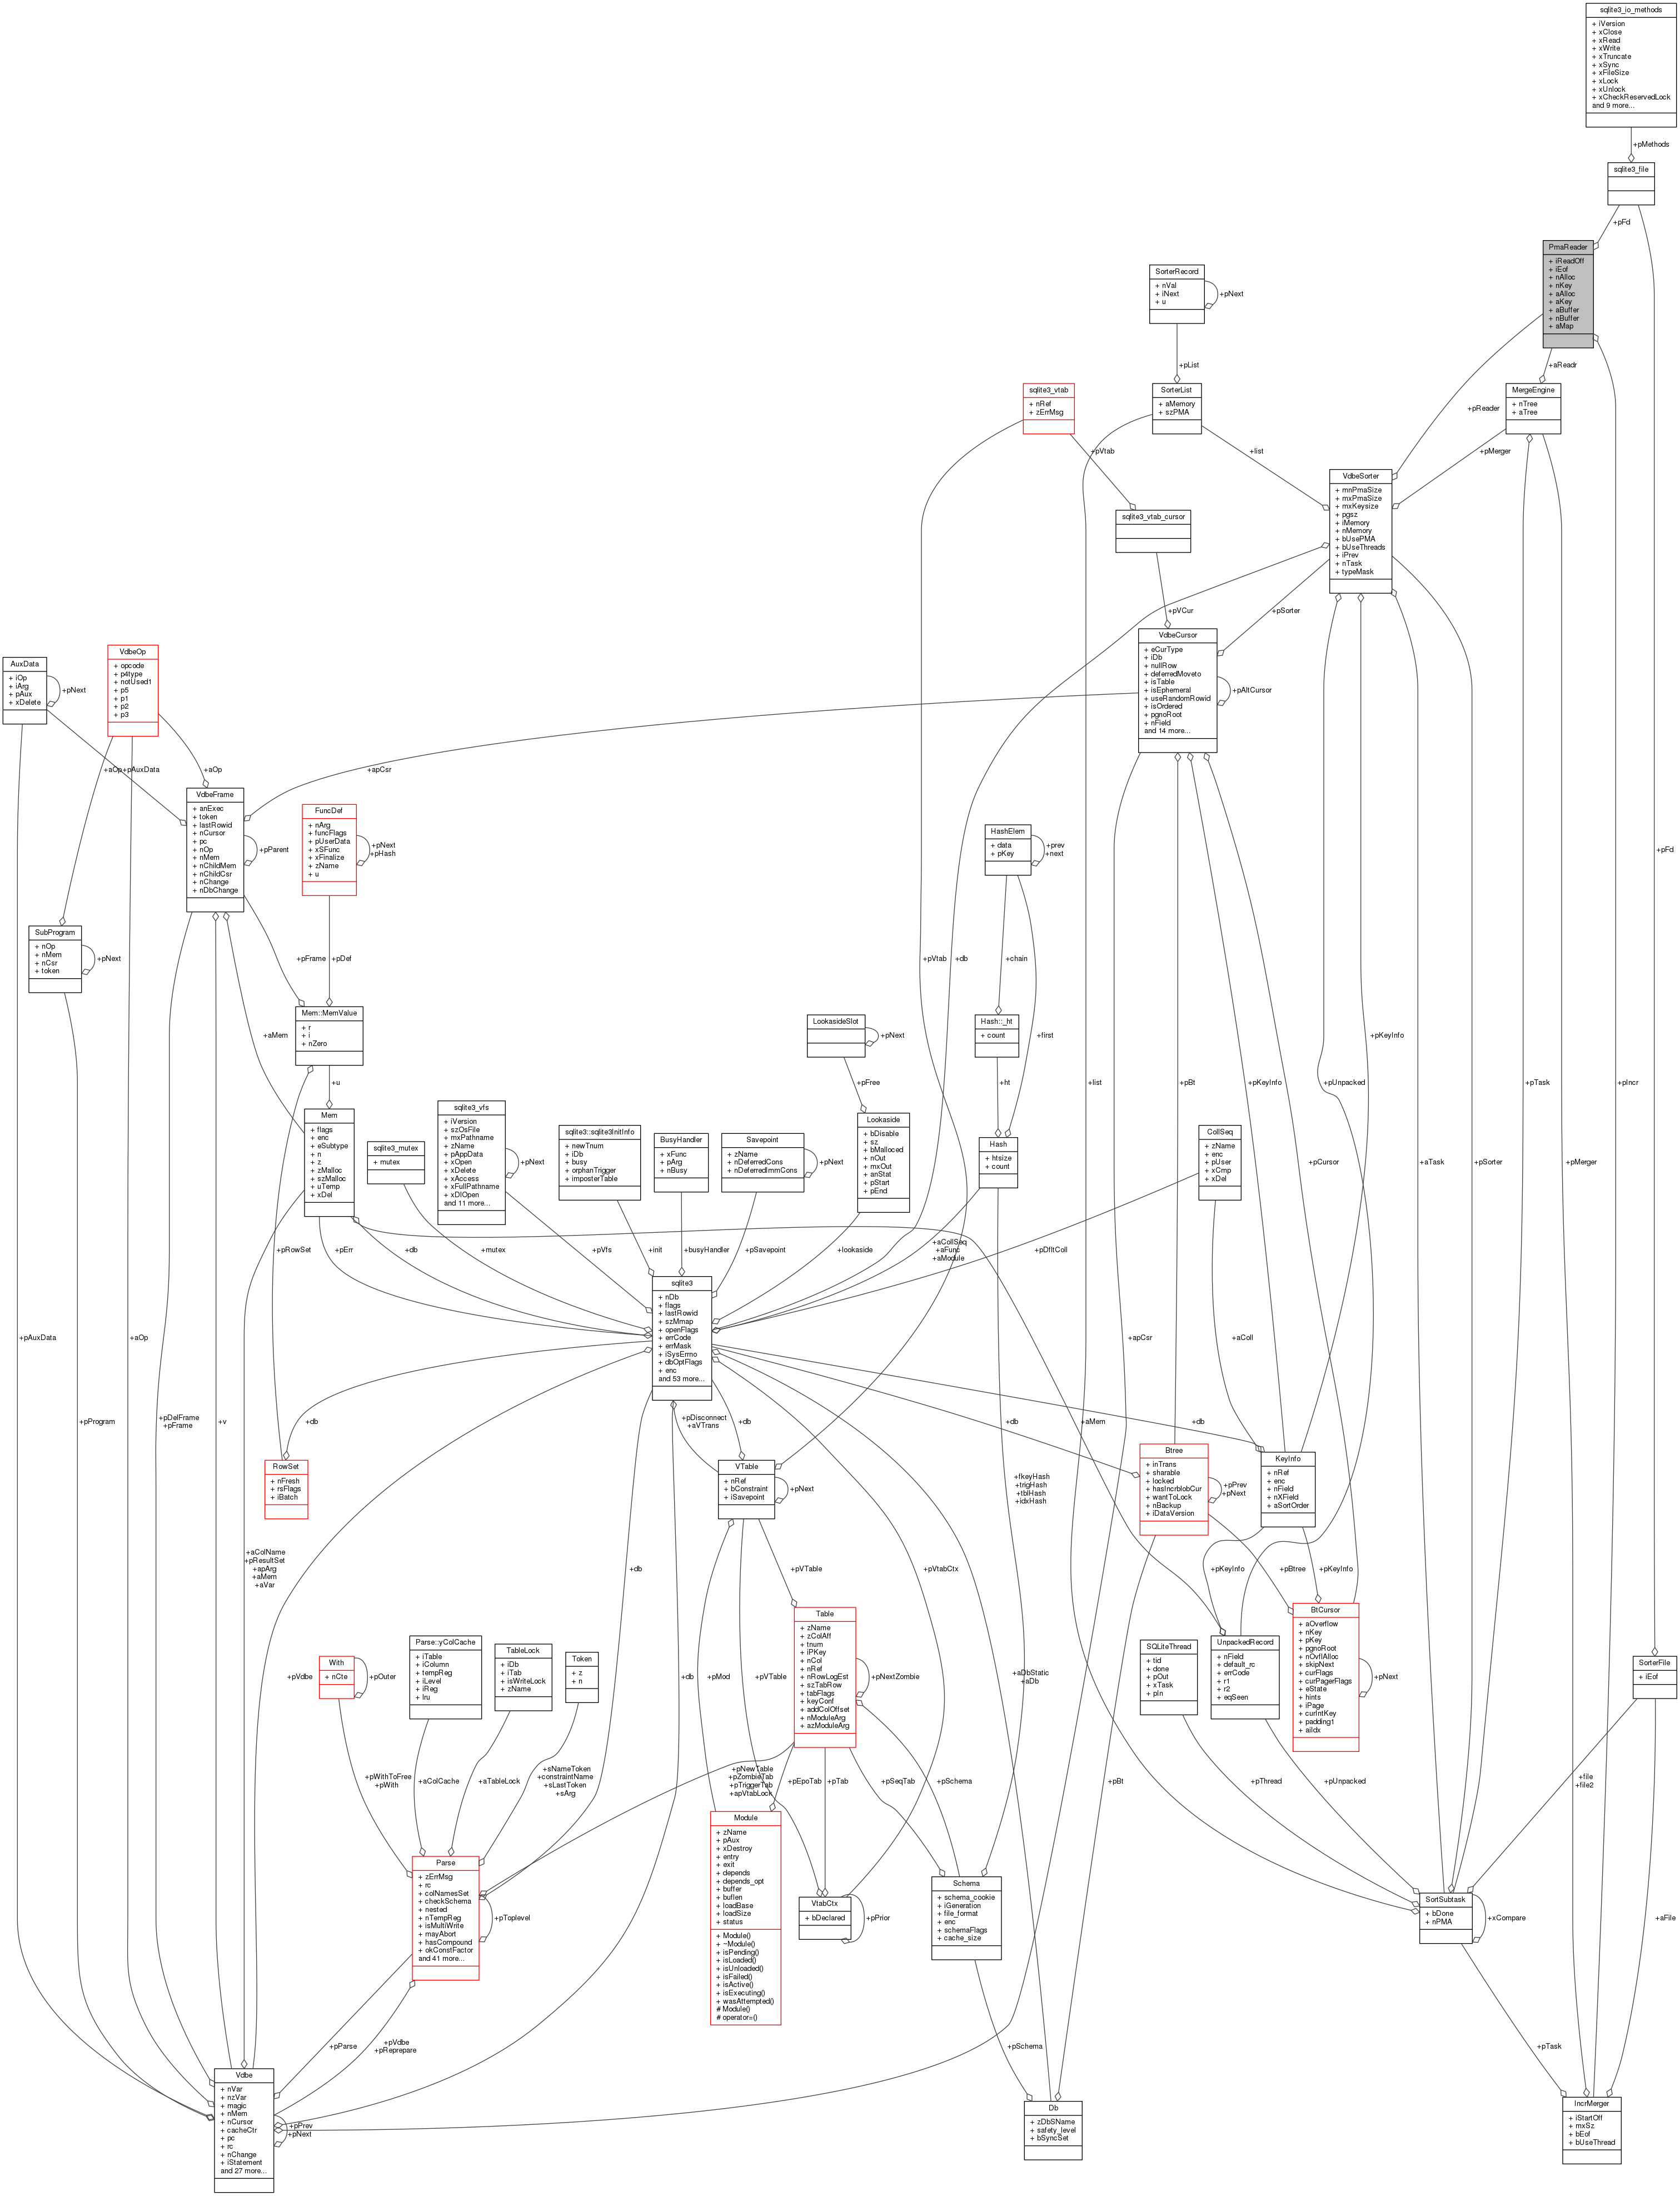 sqlite3_io_methods
+ iVersion
+ xClose
+ xRead
+ xWrite
+ xTruncate
+ xSync
+ xFileSize
+ xLock
+ xUnlock
+ xCheckReservedLock
and 9 more...
+pMethods
sqlite3_file
+pFd
PmaReader
+ iReadOff
+ iEof
+ nAlloc
+ nKey
+ aAlloc
+ aKey
+ aBuffer
+ nBuffer
+ aMap
SorterRecord
+ nVal
+ iNext
+ u
+pNext
+pList
+aReadr
sqlite3_vtab
+ nRef
+ zErrMsg
SorterList
+ aMemory
+ szPMA
MergeEngine
+ nTree
+ aTree
+pReader
+pVtab
+list
+pMerger
VdbeSorter
+ mnPmaSize
+ mxPmaSize
+ mxKeysize
+ pgsz
+ iMemory
+ nMemory
+ bUsePMA
+ bUseThreads
+ iPrev
+ nTask
+ typeMask
sqlite3_vtab_cursor
+pVCur
+pSorter
VdbeCursor
+ eCurType
+ iDb
+ nullRow
+ deferredMoveto
+ isTable
+ isEphemeral
+ useRandomRowid
+ isOrdered
+ pgnoRoot
+ nField
and 14 more...
+pAltCursor
AuxData
+ iOp
+ iArg
+ pAux
+ xDelete
+pNext
VdbeOp
+ opcode
+ p4type
+ notUsed1
+ p5
+ p1
+ p2
+ p3
+aOp
+pAuxData
+aOp
+apCsr
VdbeFrame
+ anExec
+ token
+ lastRowid
+ nCursor
+ pc
+ nOp
+ nMem
+ nChildMem
+ nChildCsr
+ nChange
+ nDbChange
+pParent
FuncDef
+ nArg
+ funcFlags
+ pUserData
+ xSFunc
+ xFinalize
+ zName
+ u
+pNext
+pHash
HashElem
+ data
+ pKey
+prev
+next
+pFd
SubProgram
+ nOp
+ nMem
+ nCsr
+ token
+pNext
+pFrame
+pDef
+pVtab
+db
+chain
Mem::MemValue
+ r
+ i
+ nZero
LookasideSlot
+pNext
Hash::_ht
+ count
+first
+aMem
+pKeyInfo
+u
+pFree
+ht
+list
+pBt
+pKeyInfo
+pUnpacked
+pTask
+pIncr
Mem
+ flags
+ enc
+ eSubtype
+ n
+ z
+ zMalloc
+ szMalloc
+ uTemp
+ xDel
sqlite3_mutex
+ mutex
sqlite3_vfs
+ iVersion
+ szOsFile
+ mxPathname
+ zName
+ pAppData
+ xOpen
+ xDelete
+ xAccess
+ xFullPathname
+ xDlOpen
and 11 more...
+pNext
sqlite3::sqlite3InitInfo
+ newTnum
+ iDb
+ busy
+ orphanTrigger
+ imposterTable
BusyHandler
+ xFunc
+ pArg
+ nBusy
Savepoint
+ zName
+ nDeferredCons
+ nDeferredImmCons
+pNext
Lookaside
+ bDisable
+ sz
+ bMalloced
+ nOut
+ mxOut
+ anStat
+ pStart
+ pEnd
Hash
+ htsize
+ count
CollSeq
+ zName
+ enc
+ pUser
+ xCmp
+ xDel
+pCursor
+aTask
+pSorter
+pMerger
+pRowSet
+pErr
+db
+mutex
+pVfs
+init
+busyHandler
+pSavepoint
+lookaside
+aCollSeq
+aFunc
+aModule
+pDfltColl
sqlite3
+ nDb
+ flags
+ lastRowid
+ szMmap
+ openFlags
+ errCode
+ errMask
+ iSysErrno
+ dbOptFlags
+ enc
and 53 more...
+pAuxData
+aOp
+apCsr
+aColl
+pProgram
+pDelFrame
+pFrame
+v
+db
+pDisconnect
+aVTrans
+db
+db
+aMem
+db
RowSet
+ nFresh
+ rsFlags
+ iBatch
VTable
+ nRef
+ bConstraint
+ iSavepoint
+pNext
Btree
+ inTrans
+ sharable
+ locked
+ hasIncrblobCur
+ wantToLock
+ nBackup
+ iDataVersion
+pPrev
+pNext
KeyInfo
+ nRef
+ enc
+ nField
+ nXField
+ aSortOrder
+fkeyHash
+trigHash
+tblHash
+idxHash
+aColName
+pResultSet
+apArg
+aMem
+aVar
+db
+pVTable
+pVtabCtx
+pKeyInfo
+pBtree
+pKeyInfo
Table
+ zName
+ zColAff
+ tnum
+ iPKey
+ nCol
+ nRef
+ nRowLogEst
+ szTabRow
+ tabFlags
+ keyConf
+ addColOffset
+ nModuleArg
+ azModuleArg
+pNextZombie
BtCursor
+ aOverflow
+ nKey
+ pKey
+ pgnoRoot
+ nOvflAlloc
+ skipNext
+ curFlags
+ curPagerFlags
+ eState
+ hints
+ iPage
+ curIntKey
+ padding1
+ aiIdx
+pNext
UnpackedRecord
+ nField
+ default_rc
+ errCode
+ r1
+ r2
+ eqSeen
SQLiteThread
+ tid
+ done
+ pOut
+ xTask
+ pIn
SorterFile
+ iEof
+pVdbe
With
+ nCte
+pOuter
Parse::yColCache
+ iTable
+ iColumn
+ tempReg
+ iLevel
+ iReg
+ lru
TableLock
+ iDb
+ iTab
+ isWriteLock
+ zName
Token
+ z
+ n
+db
+pMod
+pVTable
+aDbStatic
+aDb
+pWithToFree
+pWith
+aColCache
+aTableLock
+sNameToken
+constraintName
+sLastToken
+sArg
+pNewTable
+pZombieTab
+pTriggerTab
+apVtabLock
+pEpoTab
+pTab
+pSeqTab
+pSchema
+pBt
+pThread
+pUnpacked
+file
+file2
Module
+ zName
+ pAux
+ xDestroy
+ entry
+ exit
+ depends
+ depends_opt
+ buffer
+ buflen
+ loadBase
+ loadSize
+ status
+ Module()
+ ~Module()
+ isPending()
+ isLoaded()
+ isUnloaded()
+ isFailed()
+ isActive()
+ isExecuting()
+ wasAttempted()
# Module()
# operator=()
Parse
+ zErrMsg
+ rc
+ colNamesSet
+ checkSchema
+ nested
+ nTempReg
+ isMultiWrite
+ mayAbort
+ hasCompound
+ okConstFactor
and 41 more...
+pToplevel
VtabCtx
+ bDeclared
+pPrior
Schema
+ schema_cookie
+ iGeneration
+ file_format
+ enc
+ schemaFlags
+ cache_size
SortSubtask
+ bDone
+ nPMA
+xCompare
+aFile
+pParse
+pVdbe
+pReprepare
+pSchema
+pTask
Vdbe
+ nVar
+ nzVar
+ magic
+ nMem
+ nCursor
+ cacheCtr
+ pc
+ rc
+ nChange
+ iStatement
and 27 more...
+pPrev
+pNext
Db
+ zDbSName
+ safety_level
+ bSyncSet
IncrMerger
+ iStartOff
+ mxSz
+ bEof
+ bUseThread